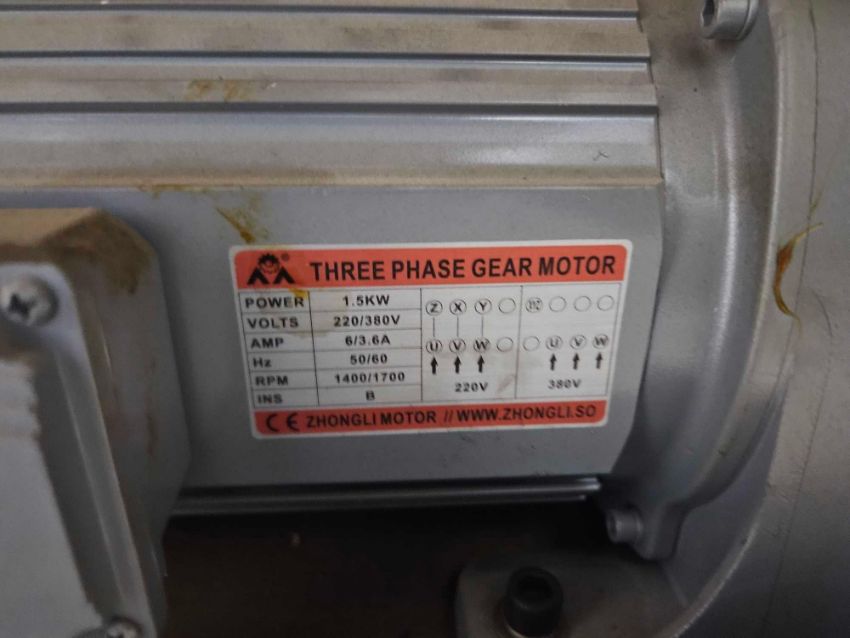 ® THREE PHASE GEAR MOTOR
POWER 1.5KW
VOLTS 220/380V
AMP 6/3.6A
Hz 50/60
RPM 1400/1700
INS B
Z X Y
U V W U V W
220V 380V
CE ZHONGLI MOTOR // WWW.ZHONGLI.SO